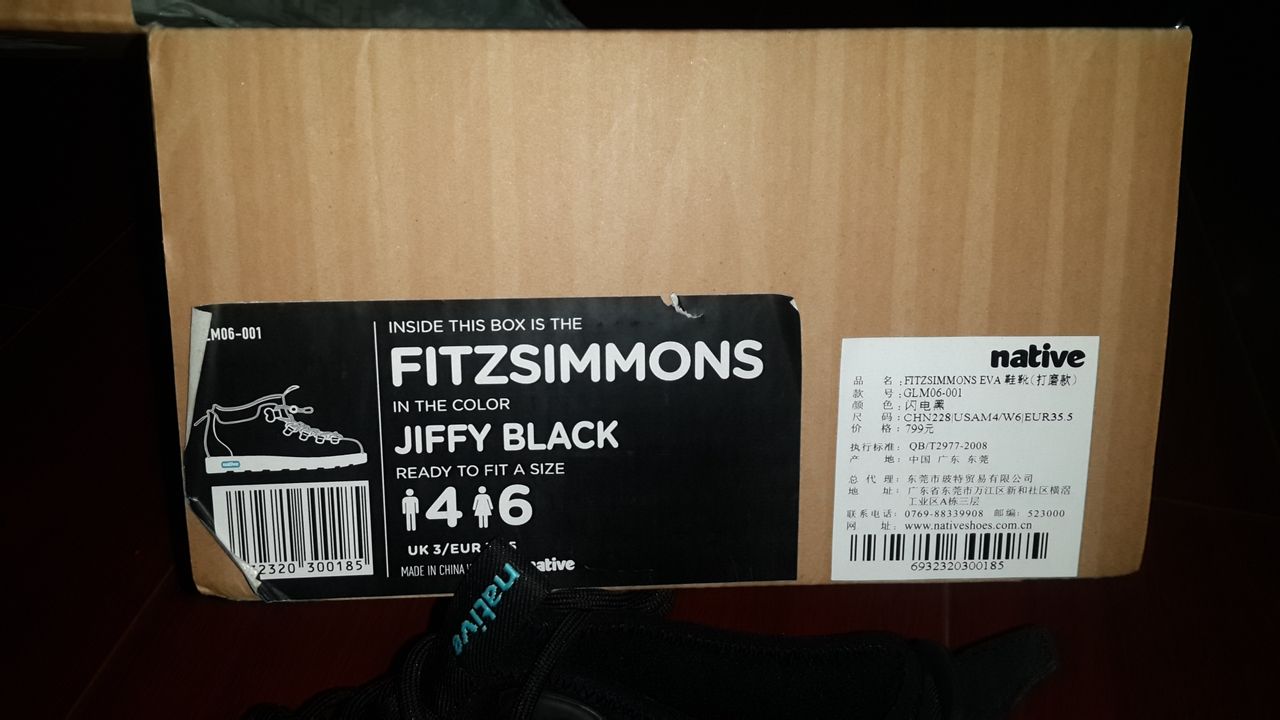 LM06-001
INSIDE THIS BOX IS THE
FITZSIMMONS
IN THE COLOR
JIFFY BLACK
READY TO FIT A SIZE
4 6
UK 3/EUR
MADE IN CHINA
native
2320 300185
native
native
品 名:FITZSIMMONS EVA 鞋靴(打磨款)
款 号:GLM06-001
颜 色:闪电黑
尺 码:CHN228|USAM4/W6|EUR35.5
价 格:799元
执行标准: QB/T2977-2008
产 地: 中国 广东 东莞
总 代 理: 东莞市玻特贸易有限公司
地 址: 广东省东莞市万江区新和社区横滘
工业区A栋三层
联系电话: 0769-88339908 邮编: 523000
网 址: www.nativeshoes.com.cn
6932320300185
native